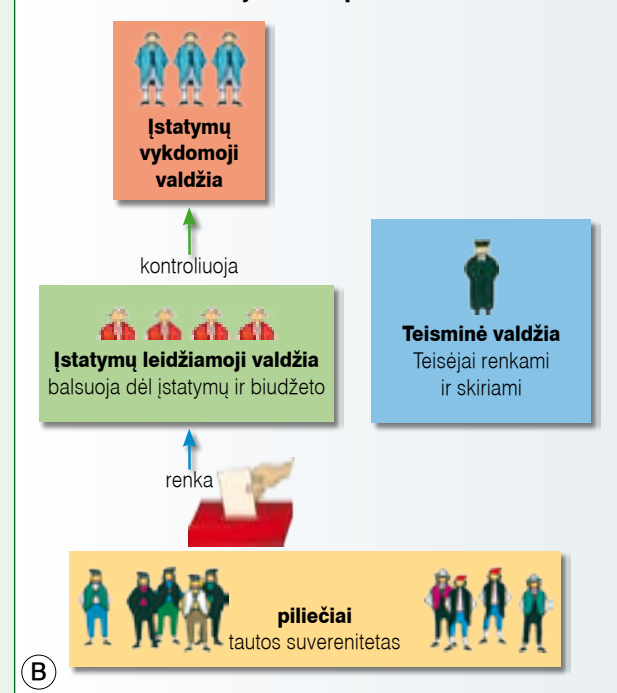 Įstatymų
vykdomoji
valdžia
kontroliuoja
Įstatymų leidžiamoji valdžia
balsuoja dėl įstatymų ir biudžeto
Teisminė valdžia
Teisėjai renkami
ir skiriami
renka
piliečiai
tautos suverenitetas
B